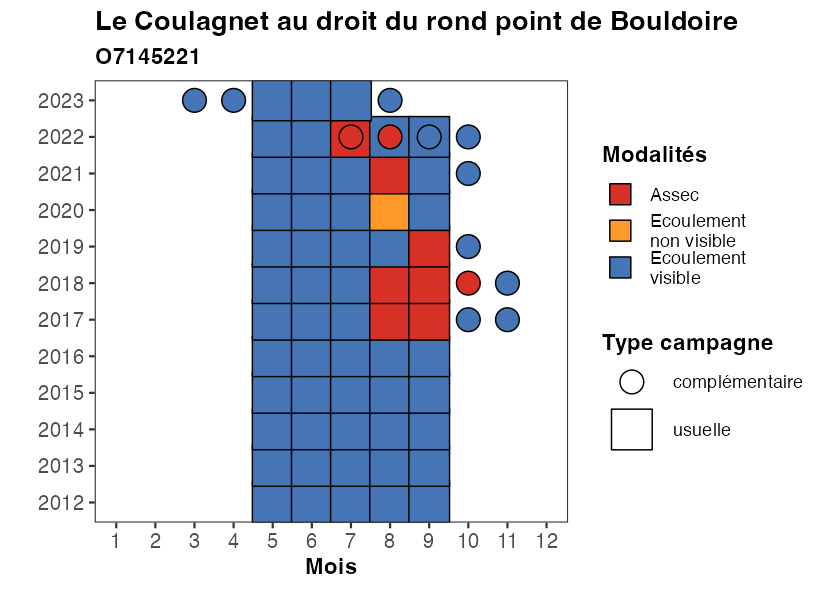 Le Coulagnet au droit du rond point de Bouldoire
O7145221
2023
2022
2021
2020
2019
2018
2017
2016
2015
2014
2013
2012
1 2 3 4 5 6 7 8 9 10 11 12
Mois
Modalités
Assec
Ecoulement
non visible
Ecoulement
visible
Type campagne
complémentaire
usuelle